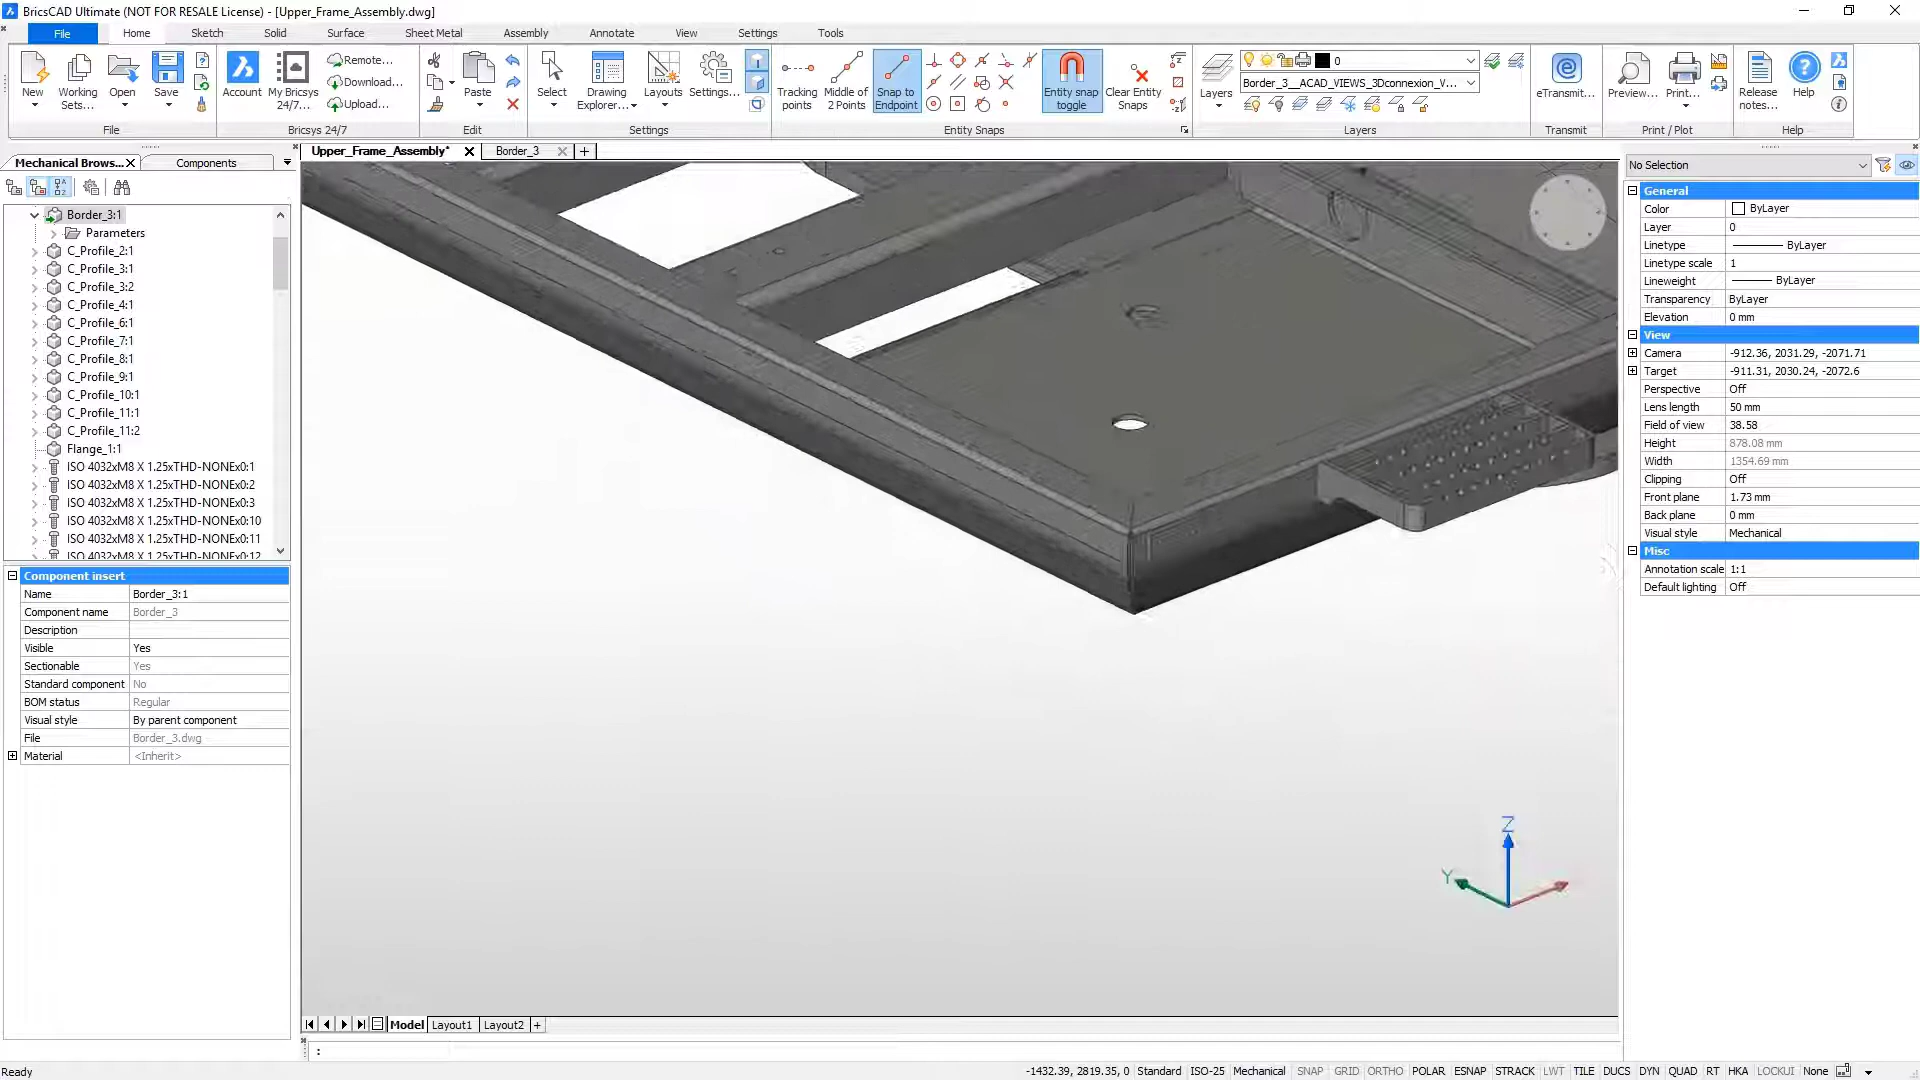 BricsCAD Ultimate (NOT FOR RESALE License) - [Upper_Frame_Assembly.dwg]
File Home Sketch Solid Surface Sheet Metal Assembly Annotate View Settings Tools
New
Working Sets...
Open
Save
File
Account
My Bricsys 24/7...
Remote...
Download...
Upload...
Bricsys 24/7
Paste
Edit
Select
Drawing Explorer...
Layouts
Settings...
Settings
Tracking points
Middle of 2 Points
Snap to Endpoint
Entity snap toggle
Clear Entity Snaps
Entity Snaps
Layers
0
Border_3__ACAD_VIEWS_3Dconnexion_V...
Layers
eTransmit...
Transmit
Preview...
Print...
Print / Plot
Release notes...
Help
Help
Mechanical Brows... Components
Upper_Frame_Assembly* Border_3
Border_3:1
Parameters
C_Profile_2:1
C_Profile_3:1
C_Profile_3:2
C_Profile_4:1
C_Profile_6:1
C_Profile_7:1
C_Profile_8:1
C_Profile_9:1
C_Profile_10:1
C_Profile_11:1
C_Profile_11:2
Flange_1:1
ISO 4032xM8 X 1.25xTHD-NONEx0:1
ISO 4032xM8 X 1.25xTHD-NONEx0:2
ISO 4032xM8 X 1.25xTHD-NONEx0:3
ISO 4032xM8 X 1.25xTHD-NONEx0:10
ISO 4032xM8 X 1.25xTHD-NONEx0:11
ISO 4032xM8 X 1.25xTHD-NONEx0:12
Component insert
Name Border_3:1
Component name Border_3
Description
Visible Yes
Sectionable Yes
Standard component No
BOM status Regular
Visual style By parent component
File Border_3.dwg
Material <Inherit>
Z
Y
No Selection
General
Color ByLayer
Layer 0
Linetype ByLayer
Linetype scale 1
Lineweight ByLayer
Transparency ByLayer
Elevation 0 mm
View
Camera -912.36, 2031.29, -2071.71
Target -911.31, 2030.24, -2072.6
Perspective Off
Lens length 50 mm
Field of view 38.58
Height 878.08 mm
Width 1354.69 mm
Clipping Off
Front plane 1.73 mm
Back plane 0 mm
Visual style Mechanical
Misc
Annotation scale 1:1
Default lighting Off
Model Layout1 Layout2 +
:
Ready
-1432.39, 2819.35, 0 Standard ISO-25 Mechanical SNAP GRID ORTHO POLAR ESNAP STRACK LWT TILE DUCS DYN QUAD RT HKA LOCKUI None